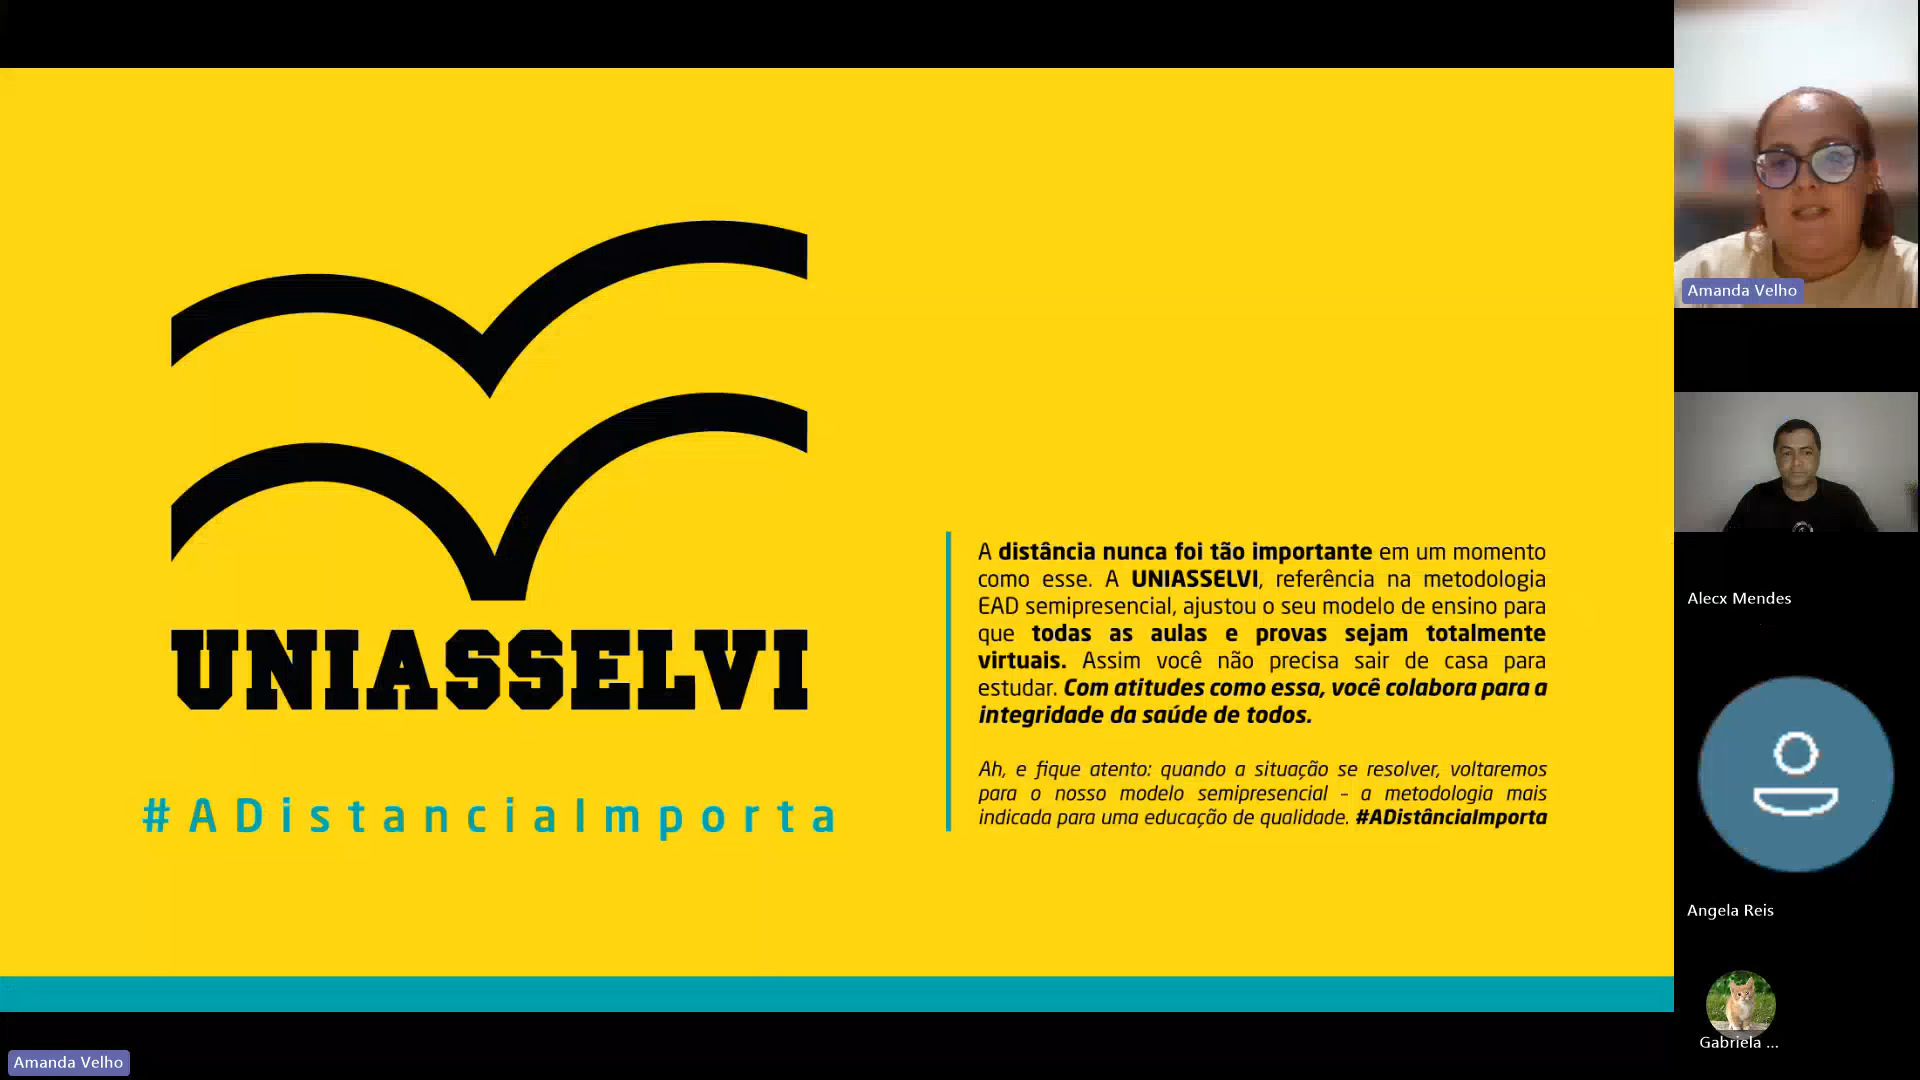 UNIASSELVI
#ADistanciaImporta
A distância nunca foi tão importante em um momento
como esse. A UNIASSELVI, referência na metodologia
EAD semipresencial, ajustou o seu modelo de ensino para
que todas as aulas e provas sejam totalmente
virtuais. Assim você não precisa sair de casa para
estudar. Com atitudes como essa, você colabora para a
integridade da saúde de todos.
Ah, e fique atento: quando a situação se resolver, voltaremos
para o nosso modelo semipresencial – a metodologia mais
indicada para uma educação de qualidade. #ADistânciaImporta
Amanda Velho
Alecx Mendes
Angela Reis
Gabriela ...
Amanda Velho